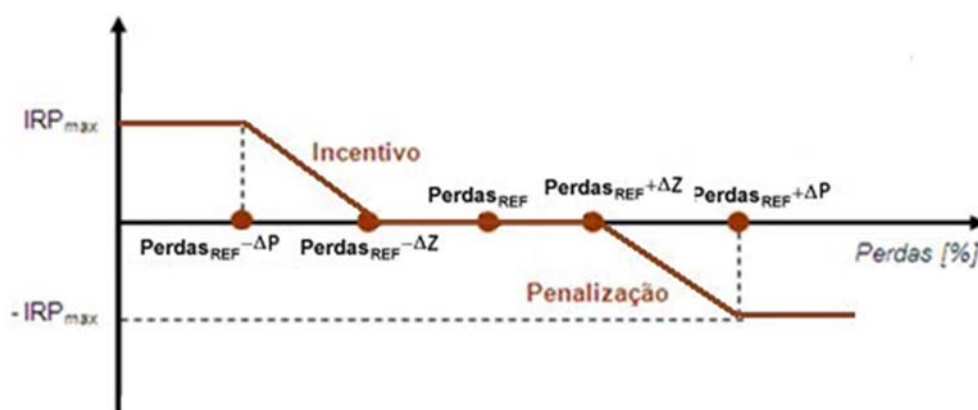 IRPmax
Incentivo
PerdasREF
PerdasREF+ΔZ
PerdasREF+ΔP
PerdasREF-ΔP
PerdasREF-ΔZ
Perdas [%]
Penalização
- IRPmax